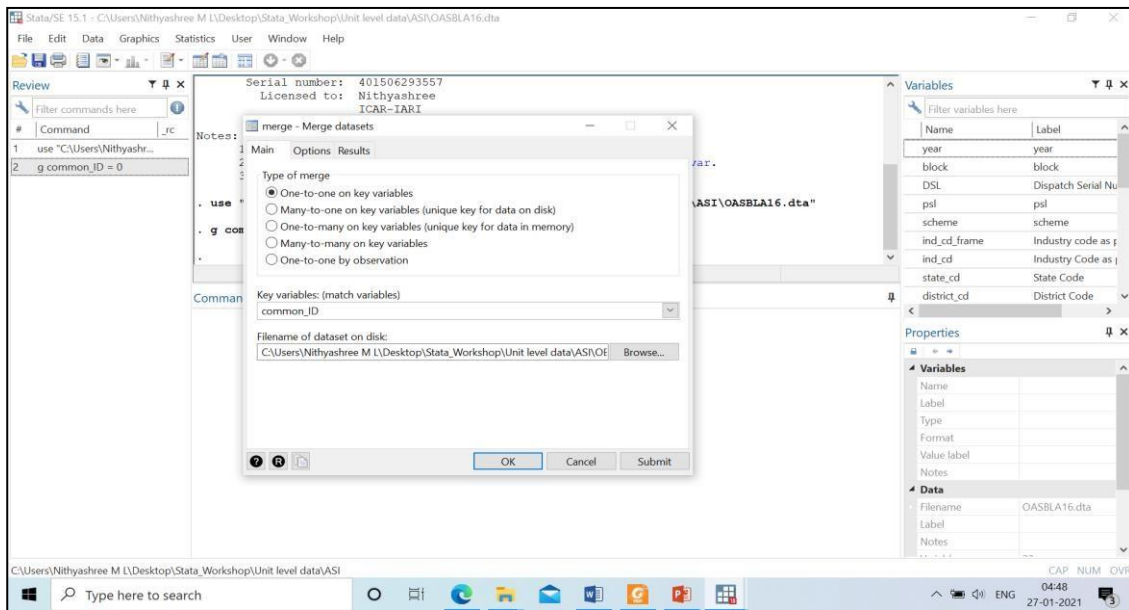 Stata/SE 15.1 - C:\Users\Nithyashree M L\Desktop\Stata_Workshop\Unit level data\ASI\OASBLA16.dta
File Edit Data Graphics Statistics User Window Help
Review
Filter commands here
# Command _rc
1 use "C:\Users\Nithyashr...
2 g common_ID = 0
Serial number: 401506293557
Licensed to: Nithyashree
ICAR-IARI
Notes:
var.
. use " \ASI\OASBLA16.dta"
. g com
.
Comman
merge - Merge datasets
Main Options Results
Type of merge
One-to-one on key variables
Many-to-one on key variables (unique key for data on disk)
One-to-many on key variables (unique key for data in memory)
Many-to-many on key variables
One-to-one by observation
Key variables: (match variables)
common_ID
Filename of dataset on disk:
C:\Users\Nithyashree M L\Desktop\Stata_Workshop\Unit level data\ASI\OE Browse...
OK Cancel Submit
Variables
Filter variables here
Name Label
year year
block block
DSL Dispatch Serial Nu
psl psl
scheme scheme
ind_cd_frame Industry code as p
ind_cd Industry Code as p
state_cd State Code
district_cd District Code
Properties
Variables
Name
Label
Type
Format
Value label
Notes
Data
Filename OASBLA16.dta
Label
Notes
C:\Users\Nithyashree M L\Desktop\Stata_Workshop\Unit level data\ASI
CAP NUM OVR
Type here to search
ENG
04:48
27-01-2021